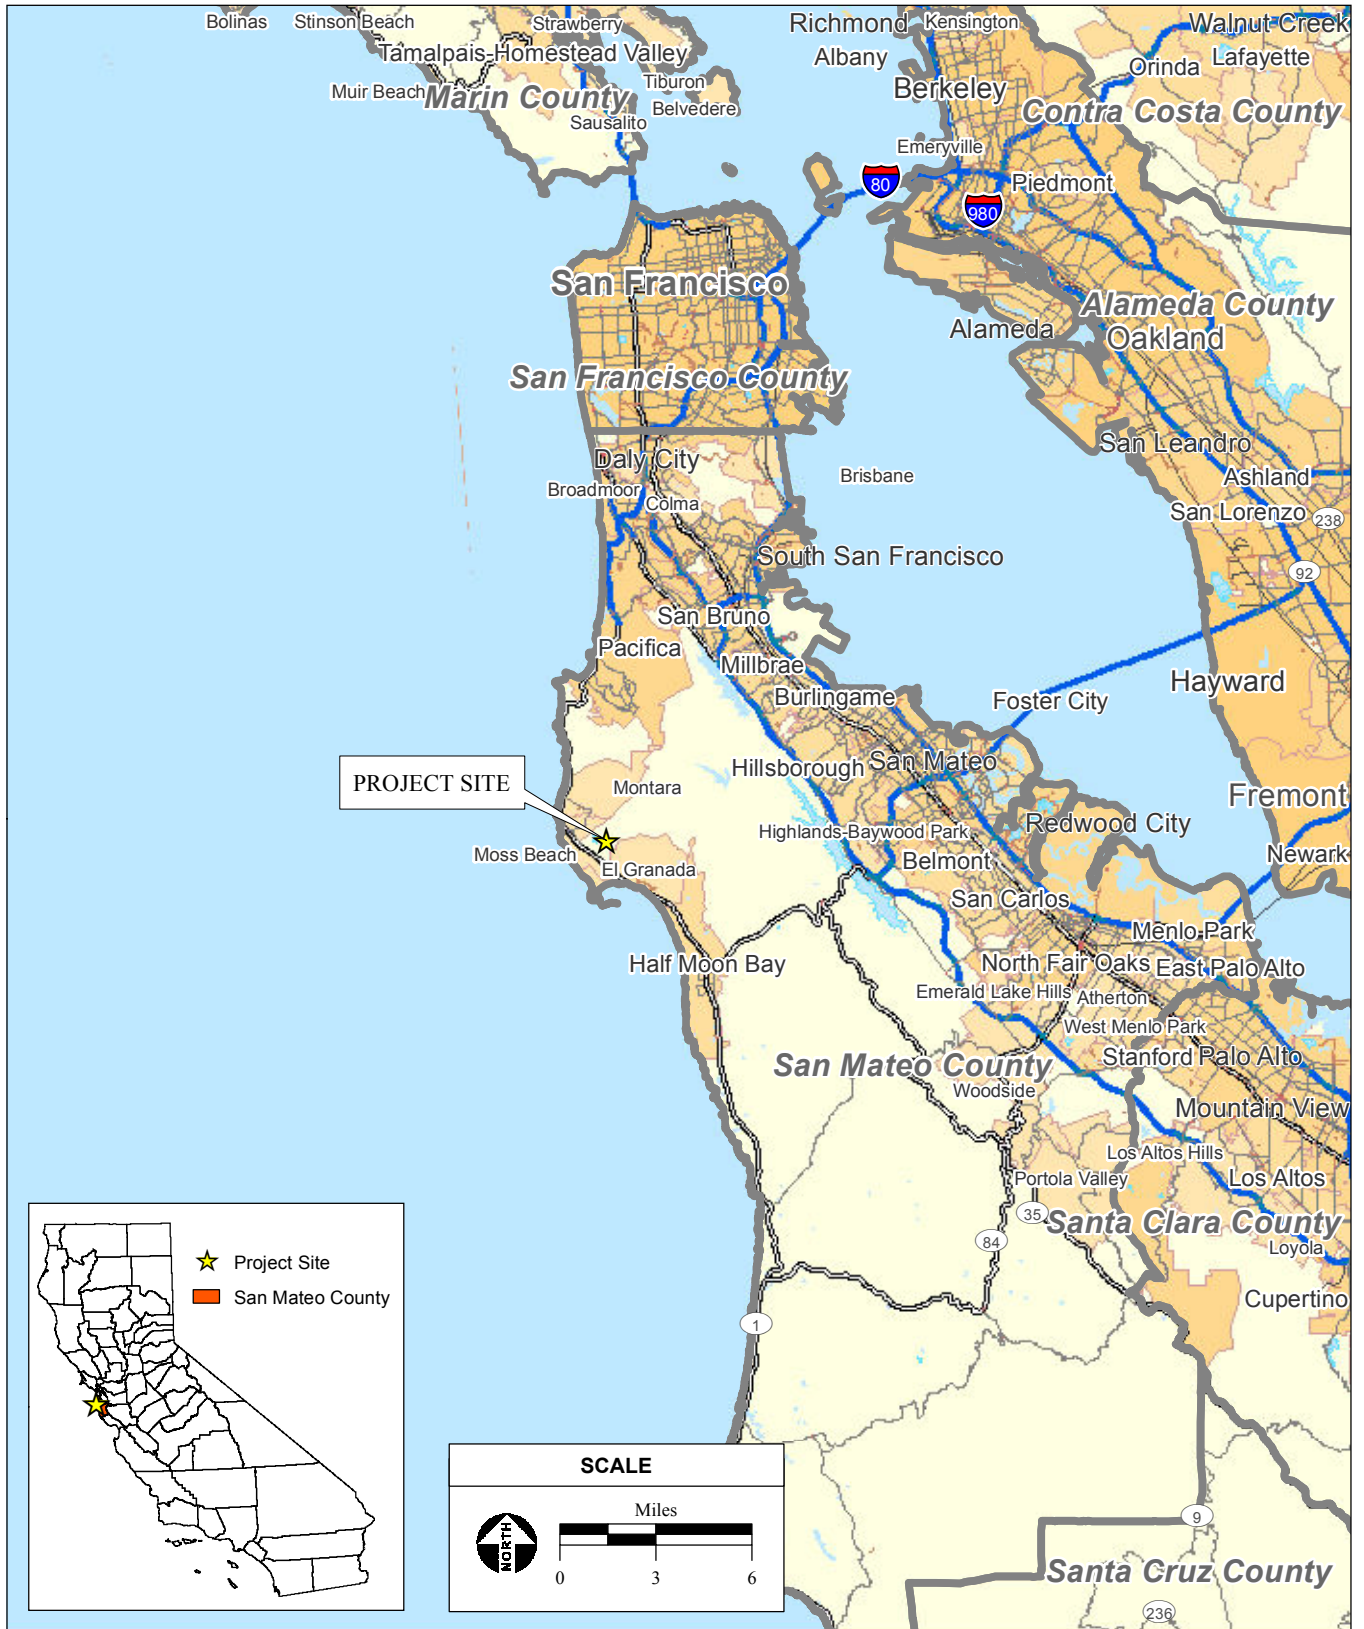 Bolinas
Stinson Beach
Strawberry
Richmond
Kensington
Walnut Creek
Tamalpais-Homestead Valley
Albany
Orinda
Lafayette
Muir Beach
Marin County
Tiburon
Belvedere
Berkeley
Contra Costa County
Sausalito
Emeryville
80
Piedmont
980
San Francisco
Alameda County
Alameda
Oakland
San Francisco County
San Leandro
Daly City
Brisbane
Ashland
Broadmoor
Colma
San Lorenzo
238
South San Francisco
92
San Bruno
Pacifica
Millbrae
Hayward
Burlingame
Foster City
Hillsborough
San Mateo
PROJECT SITE
Montara
Fremont
Highlands-Baywood Park
Redwood City
Moss Beach
El Granada
Belmont
Newark
San Carlos
Menlo Park
Half Moon Bay
North Fair Oaks
East Palo Alto
Emerald Lake Hills
Atherton
West Menlo Park
San Mateo County
Stanford
Palo Alto
Woodside
Mountain View
Los Altos Hills
Portola Valley
Los Altos
35
Santa Clara County
84
Loyola
Cupertino
1
Project Site
San Mateo County
SCALE
Miles
NORTH
0
3
6
9
Santa Cruz County
236